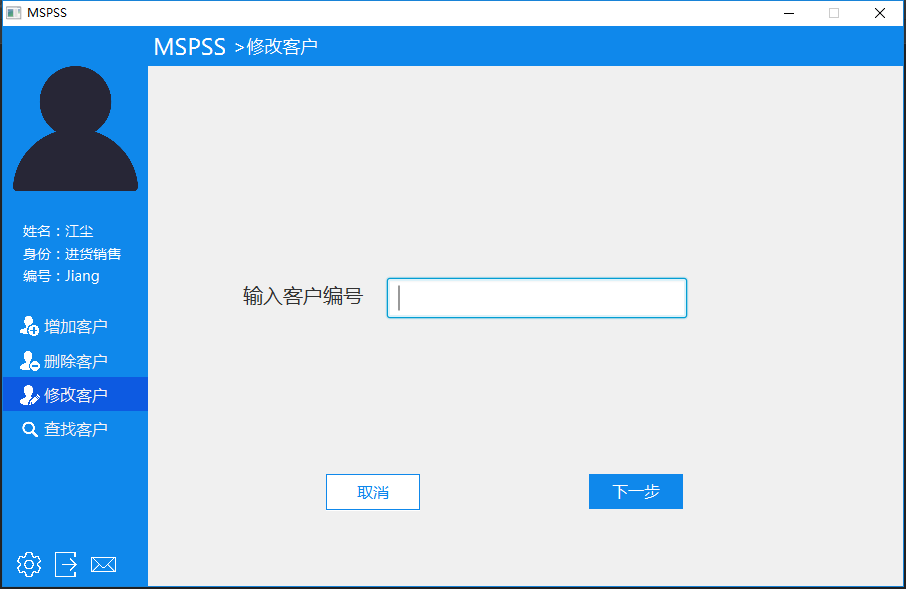 MSPSS
MSPSS >修改客户
姓名：江尘
身份：进货销售
编号：Jiang
增加客户
删除客户
修改客户
查找客户
输入客户编号
取消
下一步